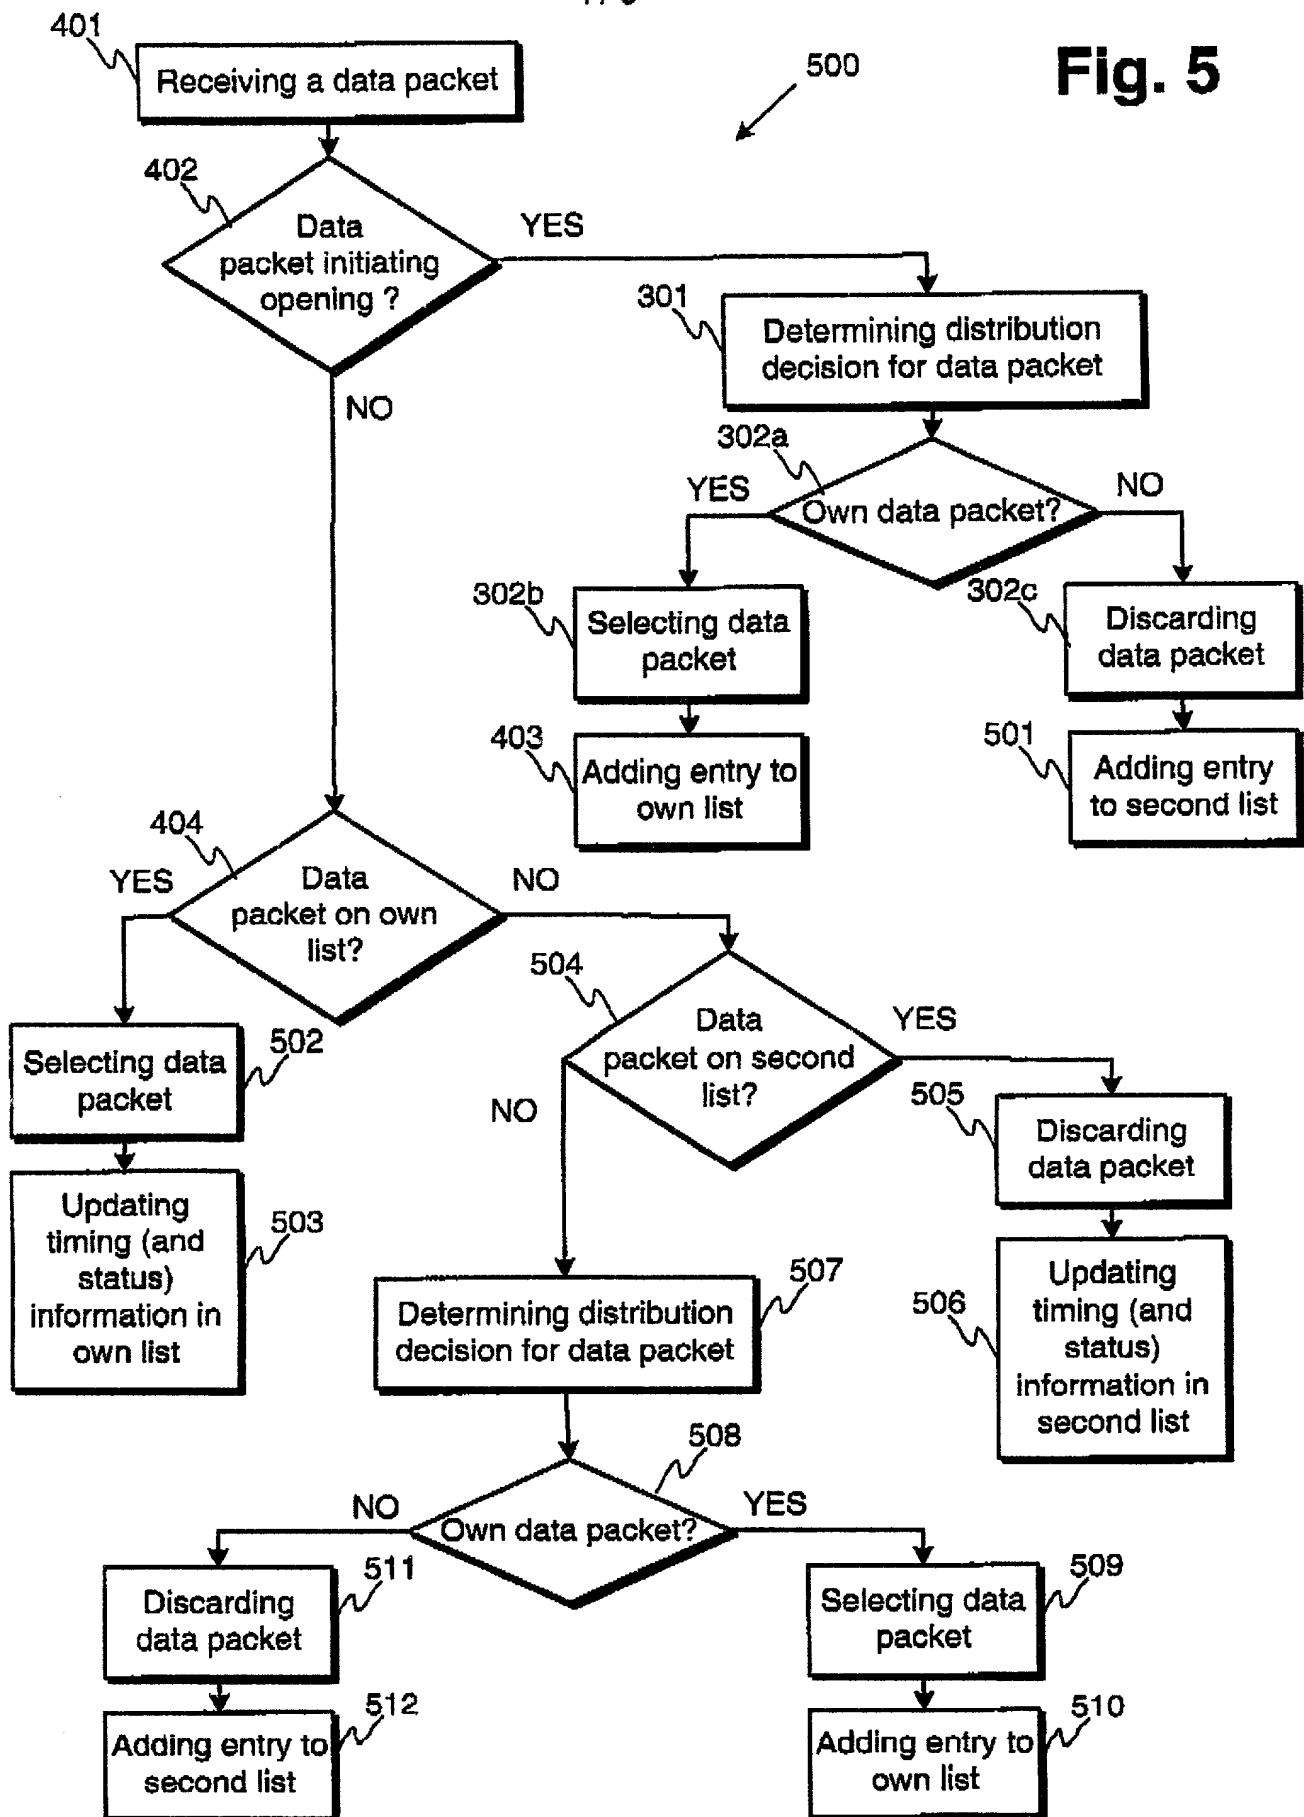 401
Receiving a data packet
500
Fig. 5
402
Data
packet initiating
opening ?
YES
NO
301
Determining distribution
decision for data packet
302a
YES
Own data packet?
NO
302b
Selecting data
packet
302c
Discarding
data packet
403
Adding entry to
own list
501
Adding entry
to second list
404
YES
Data
packet on own
list?
NO
504
Data
packet on second
list?
YES
NO
Selecting data
packet
502
505
Discarding
data packet
Updating
timing (and
status)
information in
own list
503
506
Updating
timing (and
status)
information in
second list
507
Determining distribution
decision for data packet
508
NO
Own data packet?
YES
511
Discarding
data packet
509
Selecting data
packet
512
Adding entry to
second list
510
Adding entry to
own list